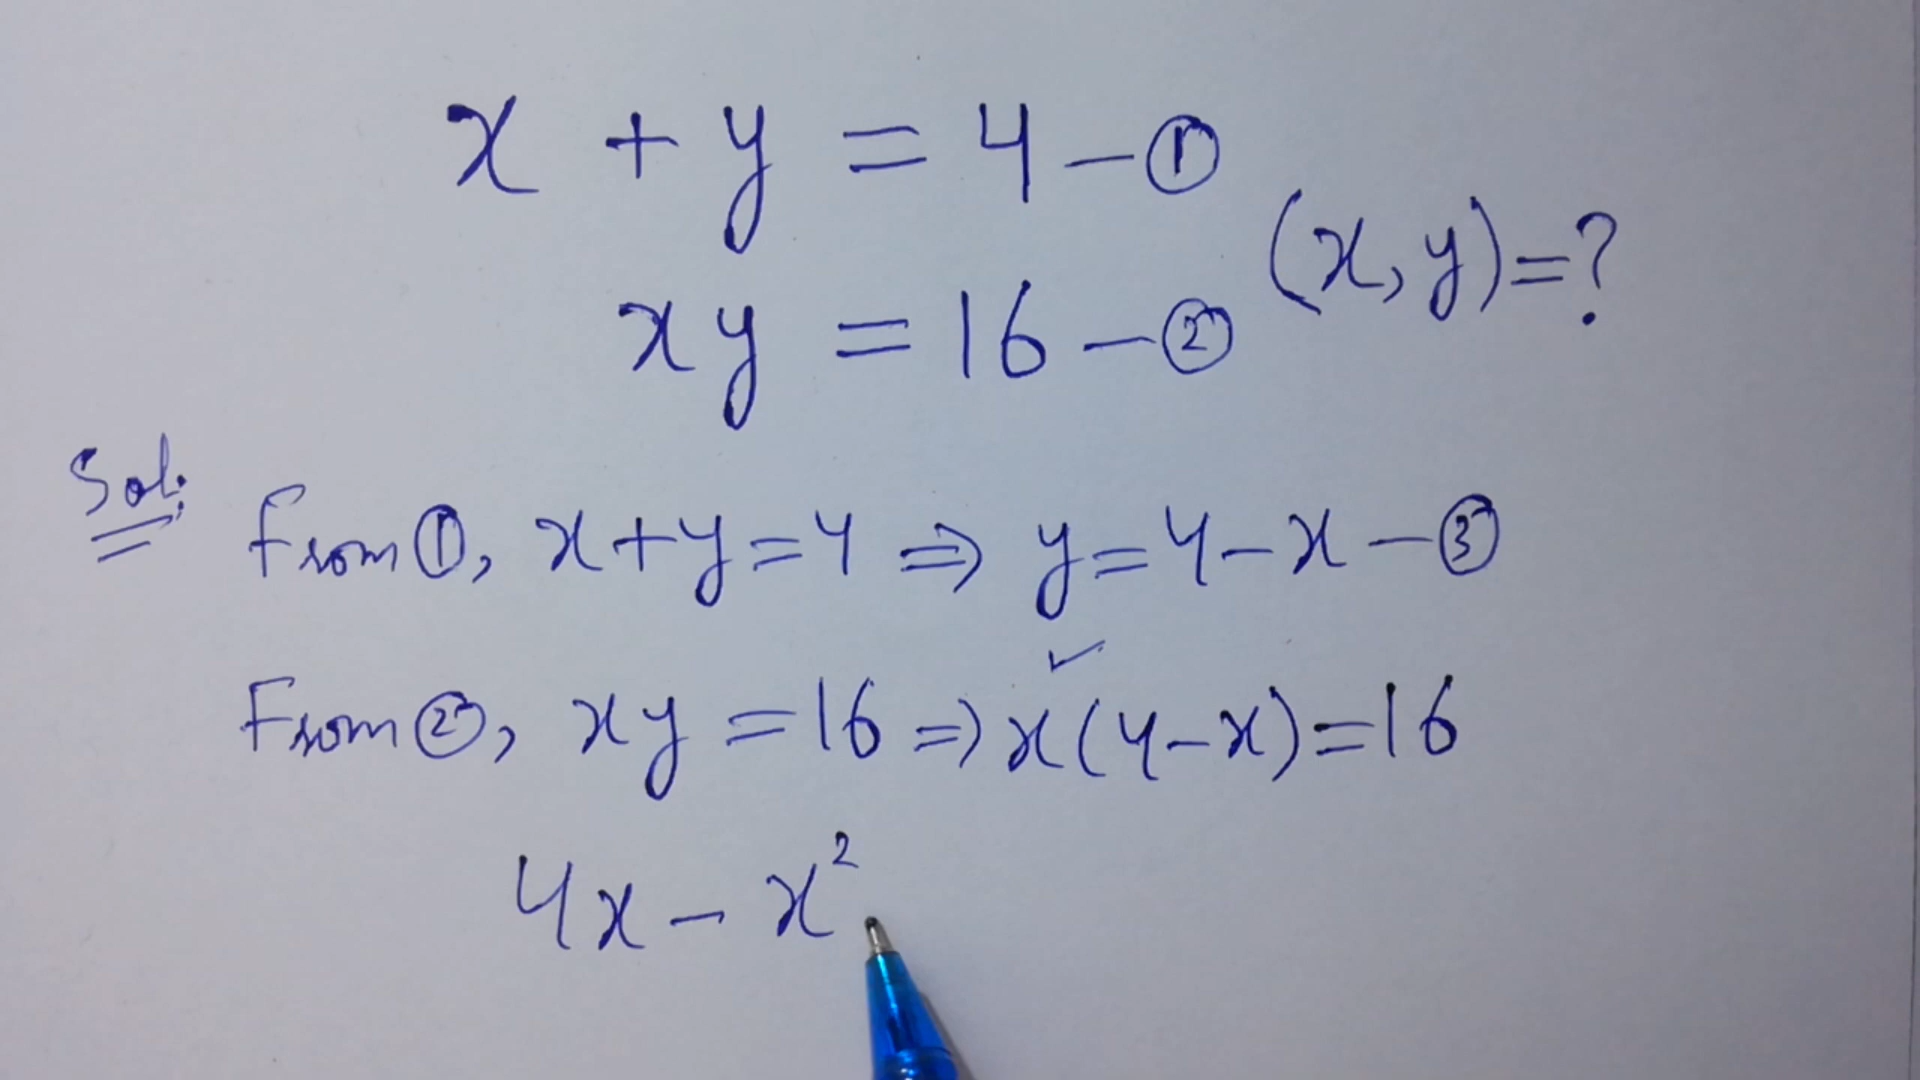 x + y = 4 — ①
(x, y) = ?
xy = 16 — ②
Sol:
From ①, x + y = 4 ⇒ y = 4 - x — ③
From ②, xy = 16 ⇒ x(4 - x) = 16
4x - x²